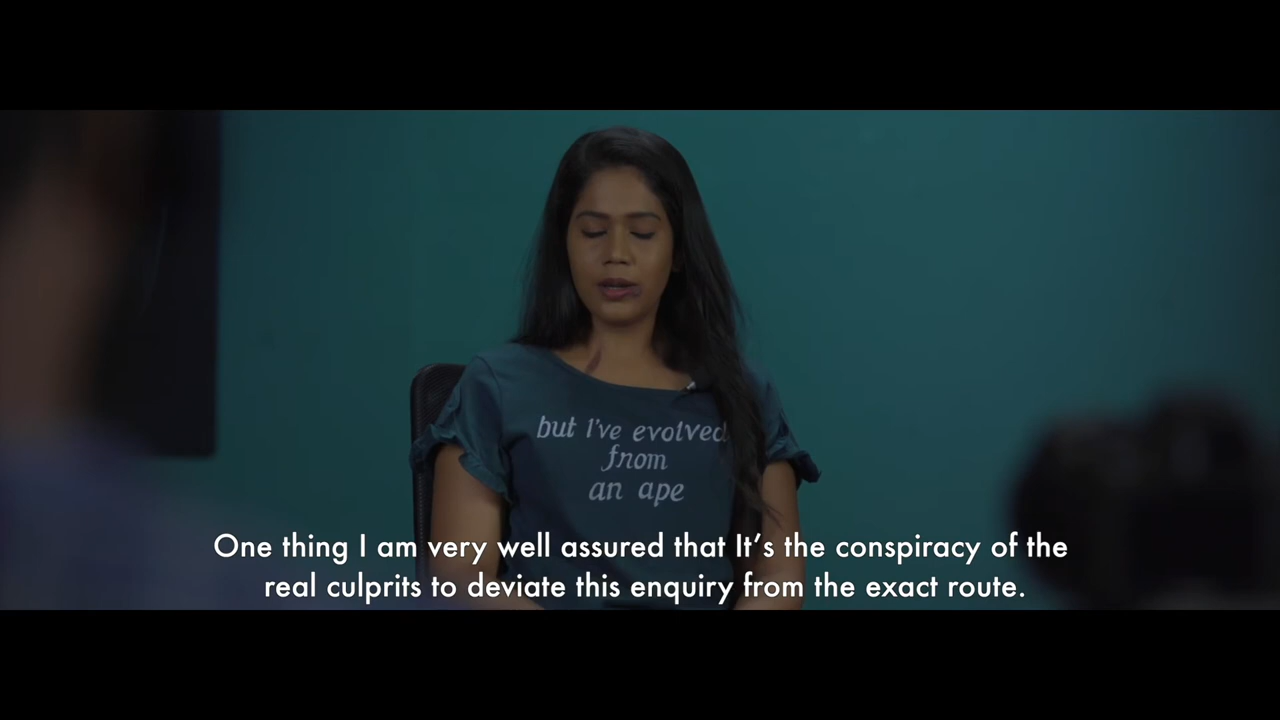 but I've evolved
from
an ape
One thing I am very well assured that It's the conspiracy of the
real culprits to deviate this enquiry from the exact route.